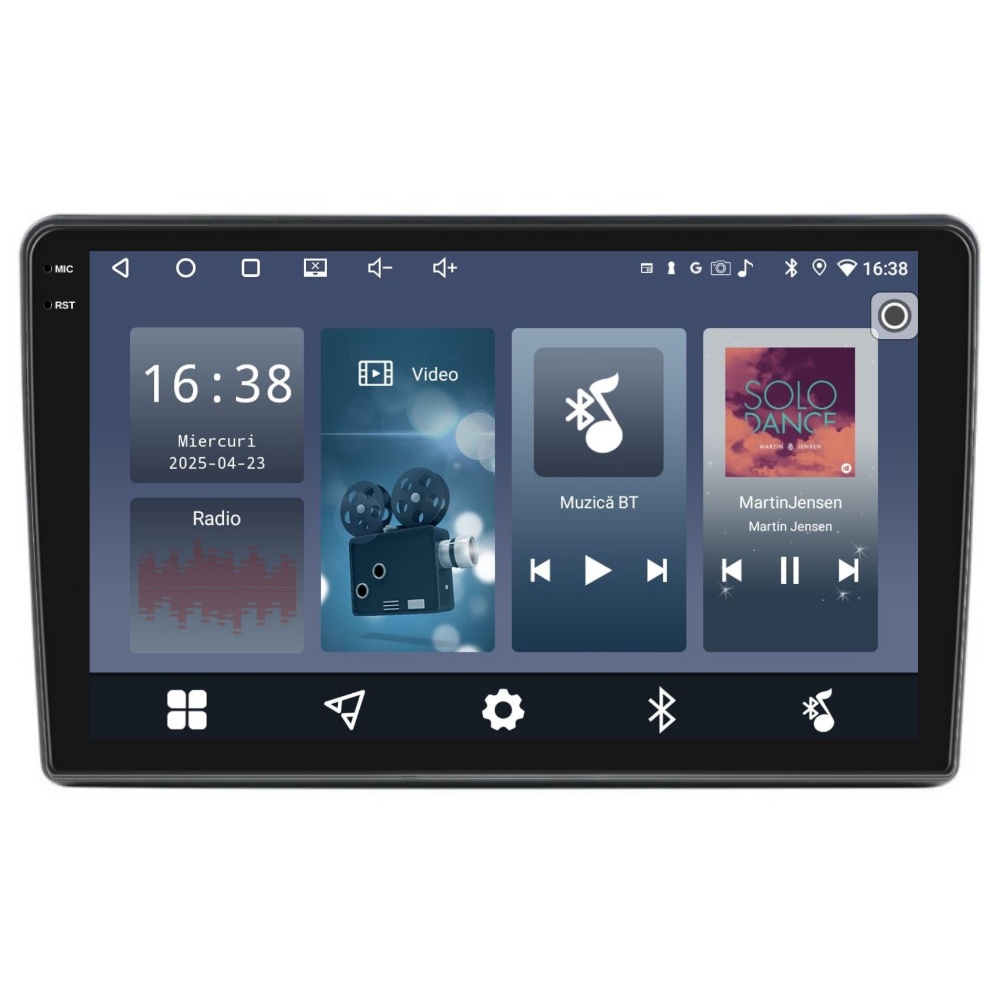 MIC
RST
16:38
16:38
Miercuri
2025-04-23
Radio
Video
Muzică BT
SOLO
DANCE
MARTIN JENSEN
MartinJensen
Martin Jensen